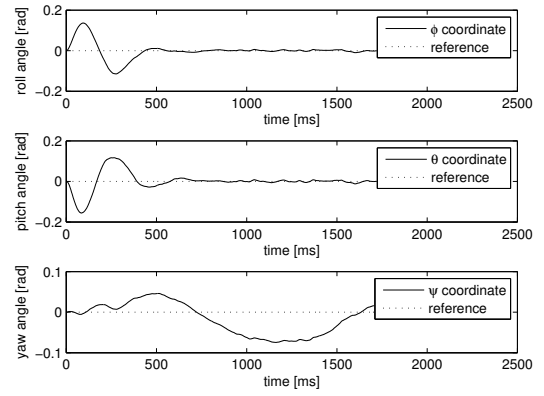 roll angle [rad]
0.2
0
−0.2
0 500 1000 1500 2000 2500
time [ms]
ϕ coordinate
reference
pitch angle [rad]
0.2
0
−0.2
0 500 1000 1500 2000 2500
time [ms]
θ coordinate
reference
yaw angle [rad]
0.1
0
−0.1
0 500 1000 1500 2000 2500
time [ms]
ψ coordinate
reference